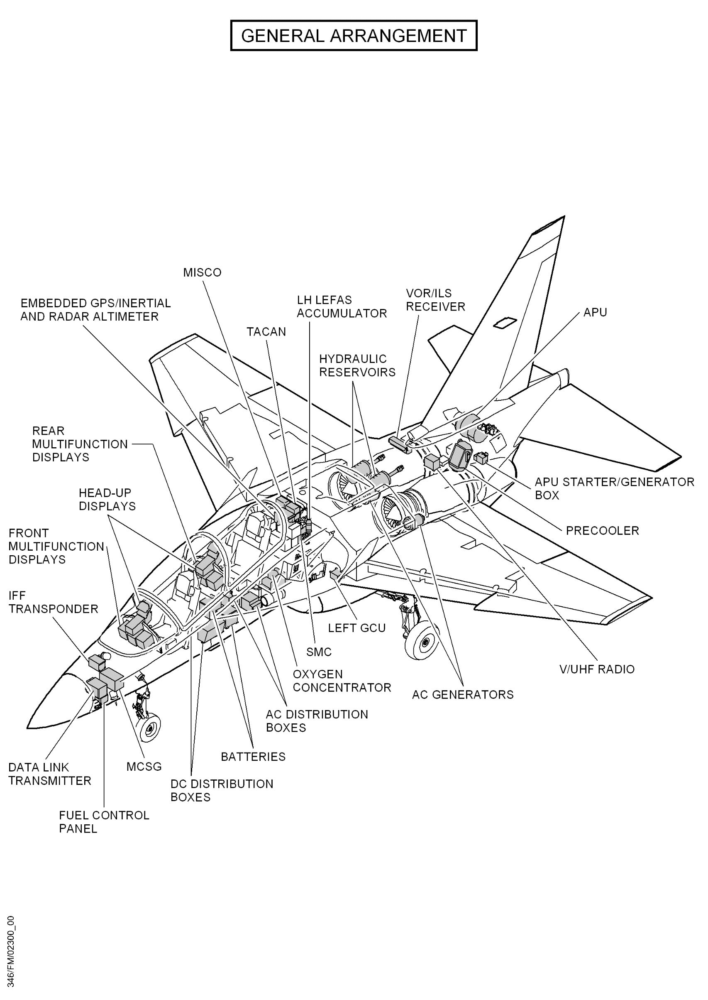 GENERAL ARRANGEMENT
MISCO
EMBEDDED GPS/INERTIAL
AND RADAR ALTIMETER
LH LEFAS
ACCUMULATOR
VOR/ILS
RECEIVER
APU
TACAN
HYDRAULIC
RESERVOIRS
REAR
MULTIFUNCTION
DISPLAYS
HEAD-UP
DISPLAYS
APU STARTER/GENERATOR
BOX
FRONT
MULTIFUNCTION
DISPLAYS
PRECOOLER
IFF
TRANSPONDER
LEFT GCU
SMC
V/UHF RADIO
OXYGEN
CONCENTRATOR
AC GENERATORS
AC DISTRIBUTION
BOXES
BATTERIES
DATA LINK
TRANSMITTER
MCSG
DC DISTRIBUTION
BOXES
FUEL CONTROL
PANEL
346/FM/02300_00